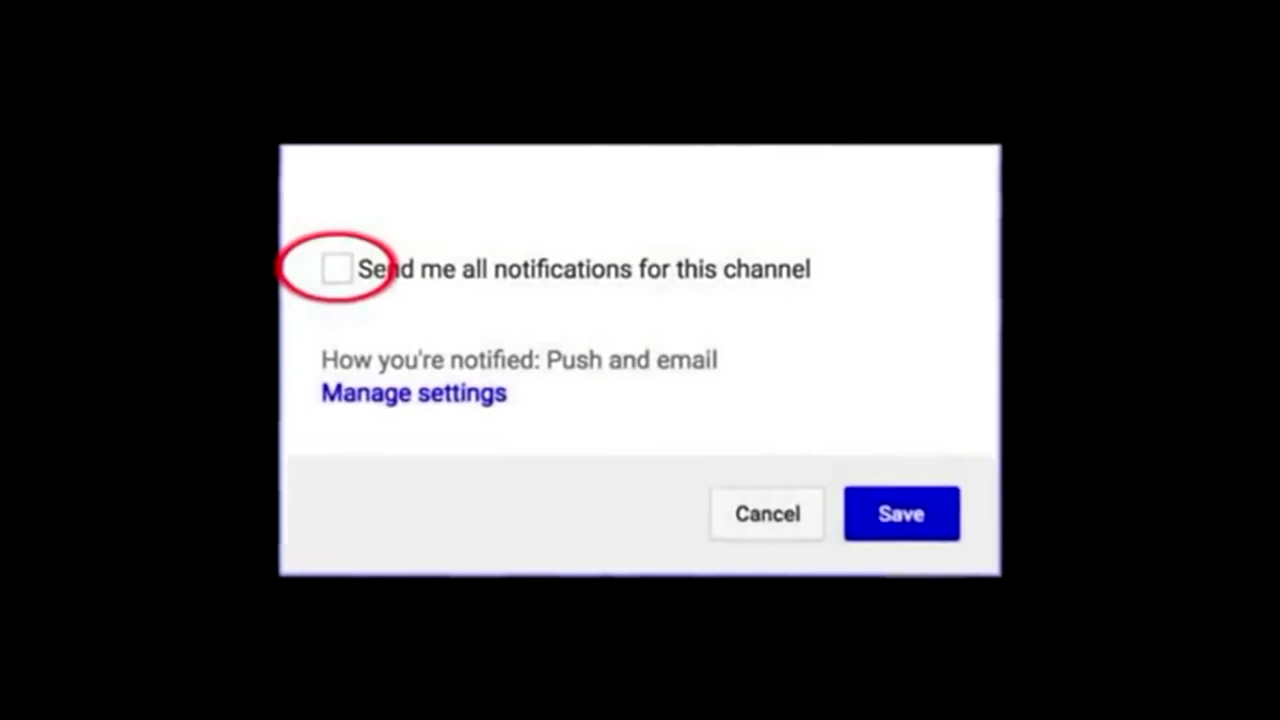 Send me all notifications for this channel
How you're notified: Push and email
Manage settings
Cancel
Save